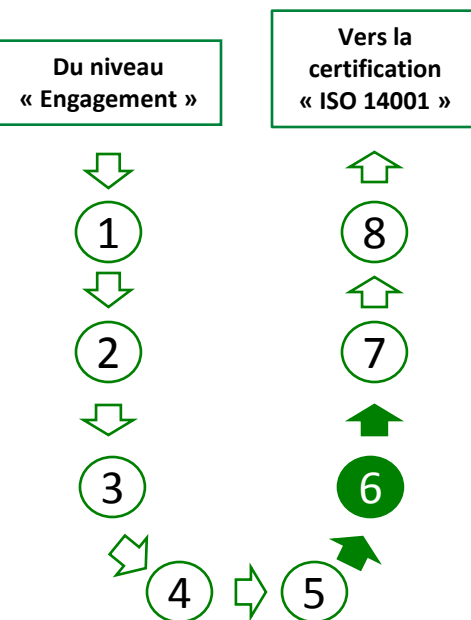 Du niveau
« Engagement »
Vers la
certification
« ISO 14001 »
1
2
3
4
5
6
7
8